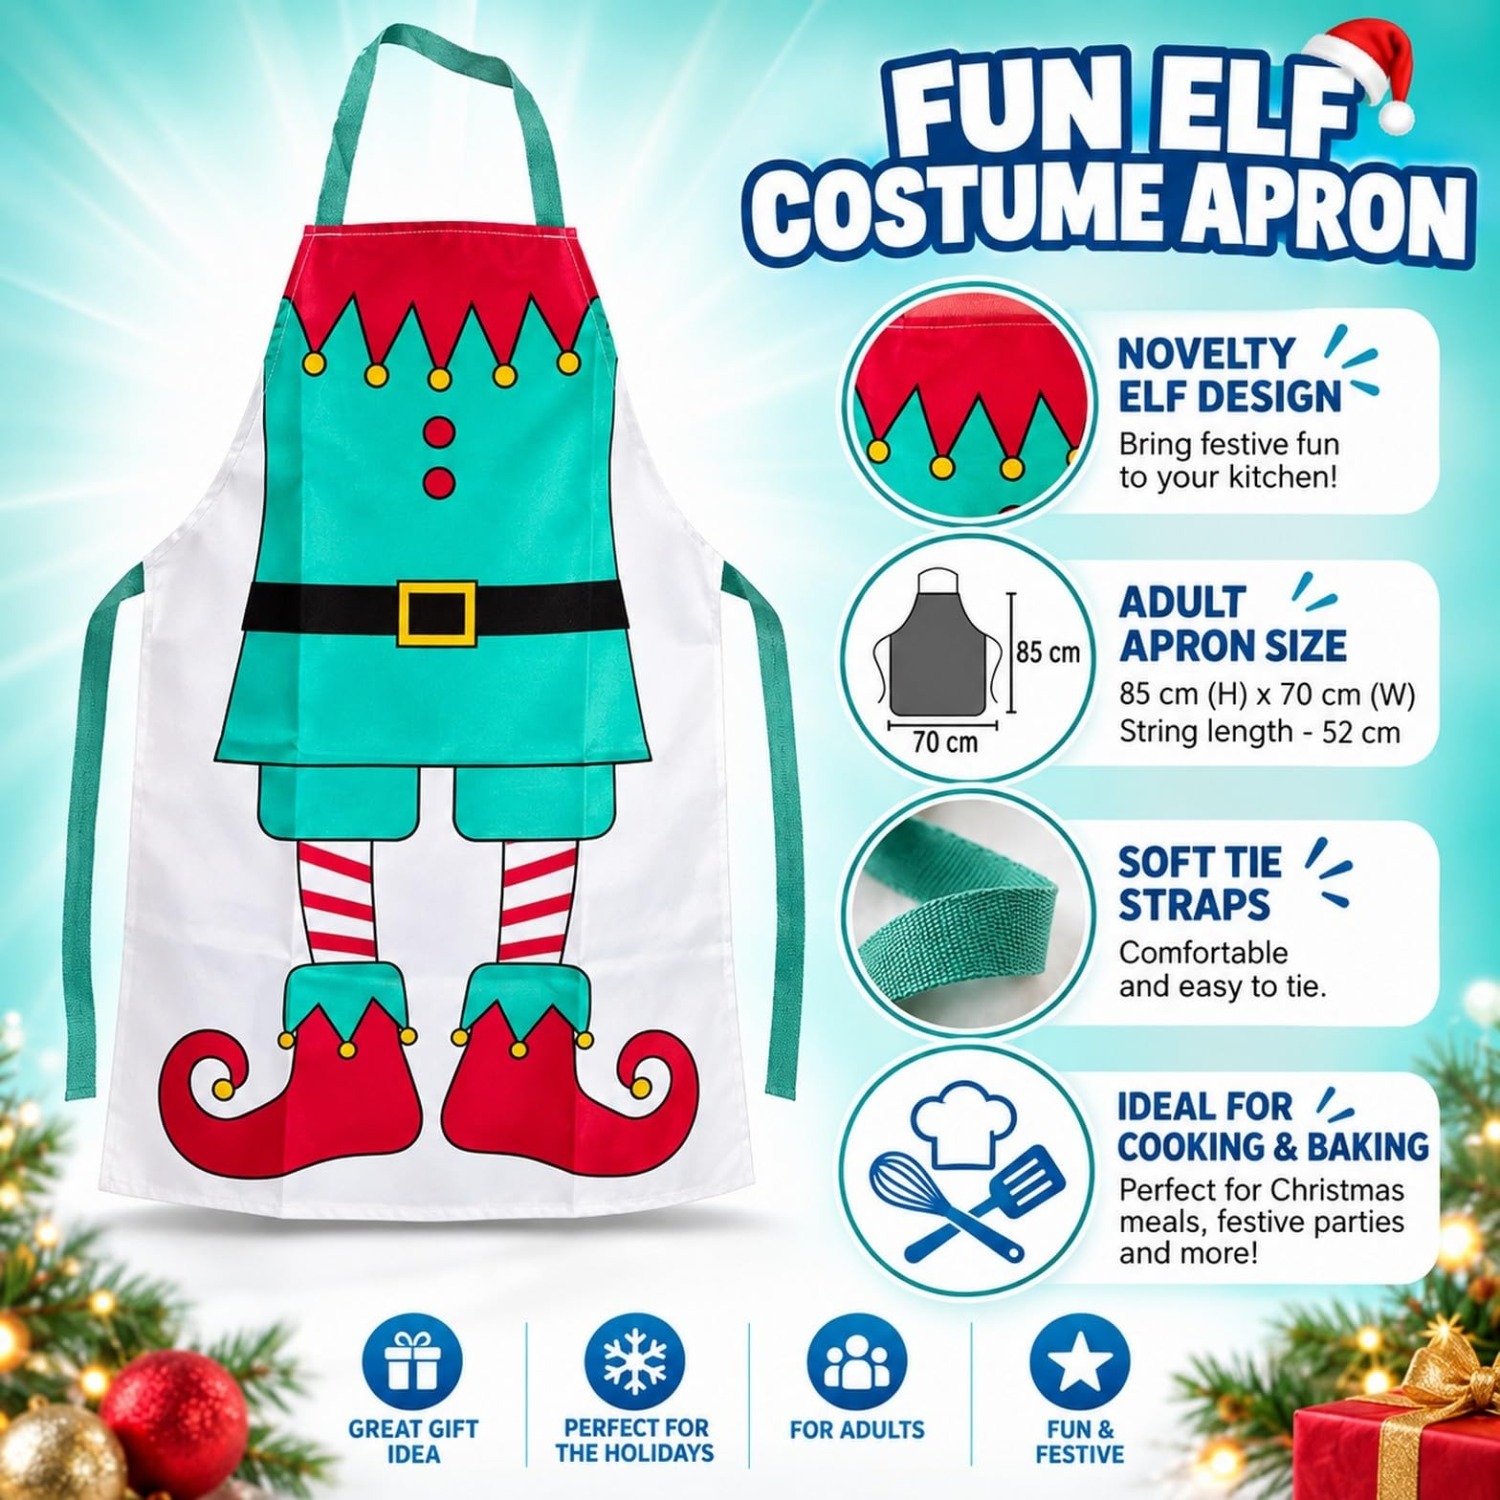 FUN ELF
COSTUME APRON
NOVELTY
ELF DESIGN
Bring festive fun
to your kitchen!
85 cm
70 cm
ADULT
APRON SIZE
85 cm (H) x 70 cm (W)
String length - 52 cm
SOFT TIE
STRAPS
Comfortable
and easy to tie.
IDEAL FOR
COOKING & BAKING
Perfect for Christmas
meals, festive parties
and more!
GREAT GIFT
IDEA
PERFECT FOR
THE HOLIDAYS
FOR ADULTS
FUN &
FESTIVE